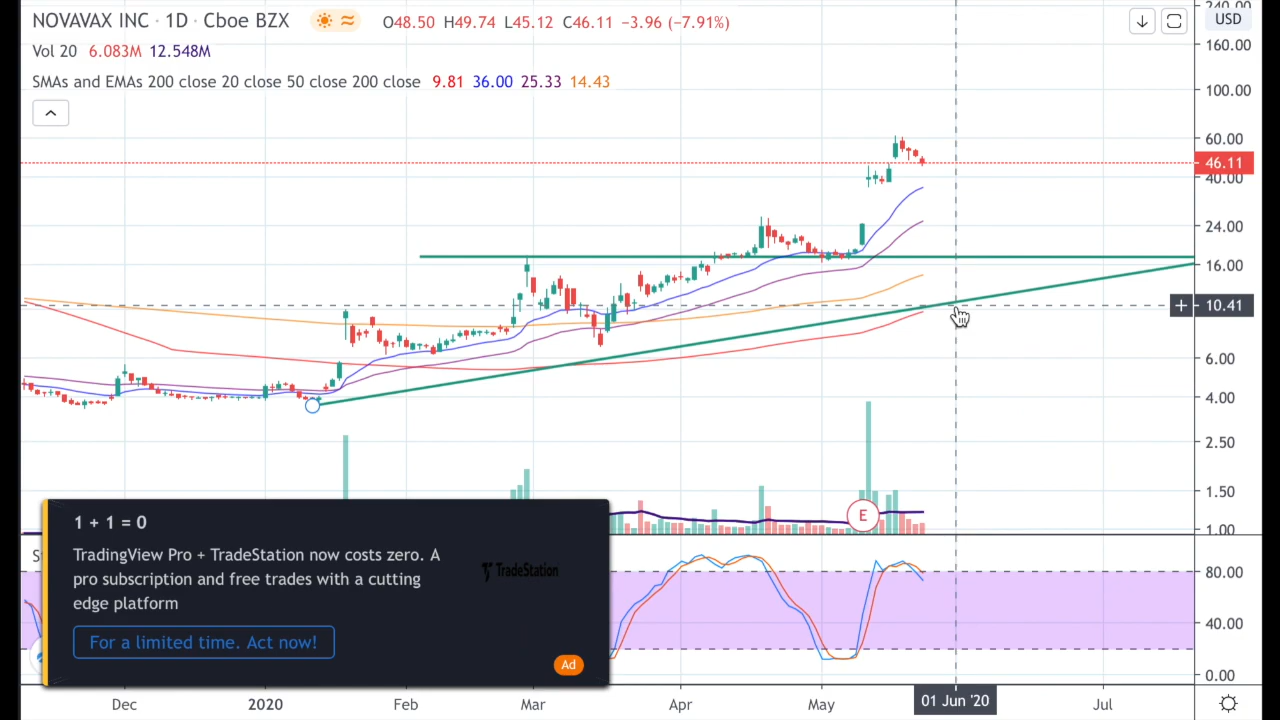 NOVAVAX INC · 1D · Cboe BZX O48.50 H49.74 L45.12 C46.11 −3.96 (−7.91%)
USD
Vol 20 6.083M 12.548M
SMAs and EMAs 200 close 20 close 50 close 200 close 9.81 36.00 25.33 14.43
240.00
160.00
100.00
60.00
46.11
40.00
24.00
16.00
10.41
6.00
4.00
2.50
1.50
1.00
E
80.00
40.00
0.00
1 + 1 = 0
TradingView Pro + TradeStation now costs zero. A
pro subscription and free trades with a cutting
edge platform
TradeStation
For a limited time. Act now!
Ad
Dec 2020 Feb Mar Apr May 01 Jun '20 Jul